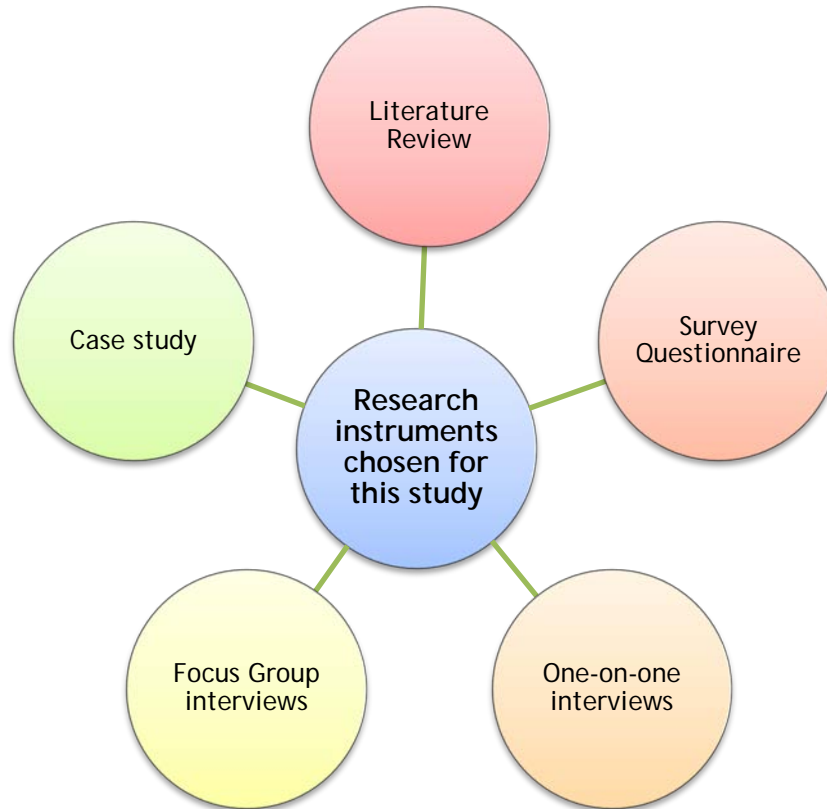 Literature
Review
Case study
Survey
Questionnaire
Research
instruments
chosen for
this study
Focus Group
interviews
One-on-one
interviews